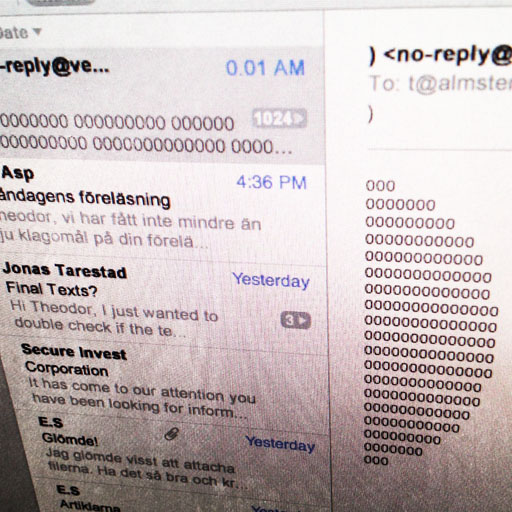 Date
-reply@ve...
0.01 AM
0000000 000000000 000000
1024
000000000 0000000000000 0000...
Asp
4:36 PM
åndagens föreläsning
heodor, vi har fått inte mindre än
ju klagomål på din förelä...
Jonas Tarestad
Yesterday
Final Texts?
Hi Theodor, I just wanted to
double check if the te...
3
Secure Invest
Corporation
It has come to our attention you
have been looking for inform...
E.S
Glömde!
Yesterday
Jag glömde visst att attacha
filerna. Ha det så bra och kr...
E.S
Artiklarna
Yesterday
) <no-reply@
To: t@almster
)
000
0000000
000000000
00000000000
000000000000
0000000000000
0000000000000
00000000000000
00000000000000
00000000000000
00000000000000
0000000000000
0000000000000
0000000000000
000000000000
00000000000
000000000
0000000
000